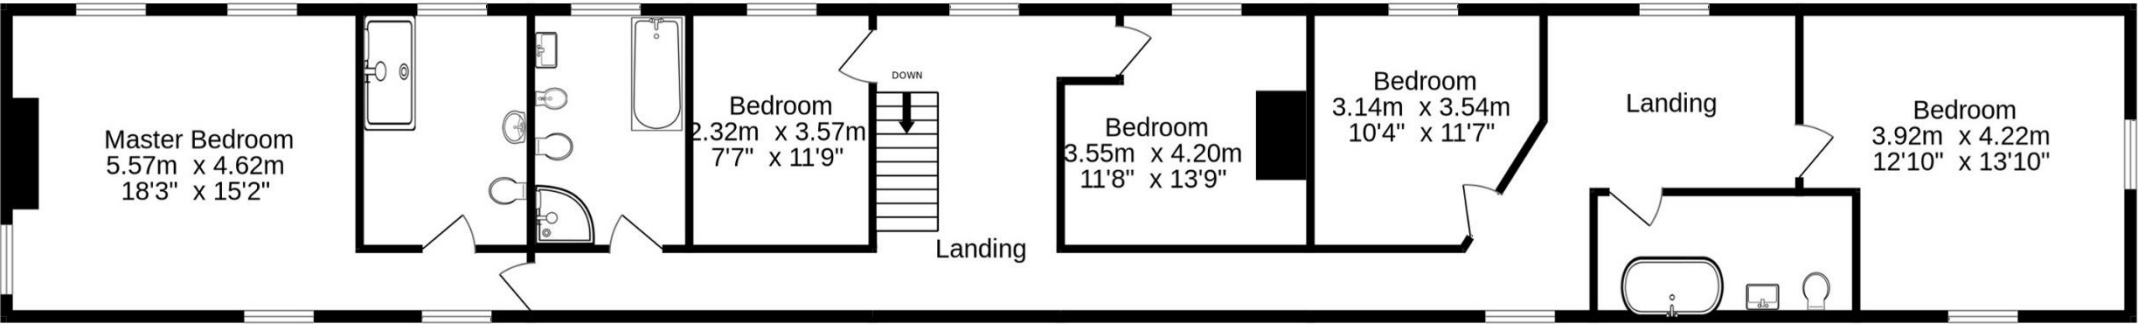 Master Bedroom
5.57m x 4.62m
18'3" x 15'2"
Bedroom
2.32m x 3.57m
7'7" x 11'9"
DOWN
Landing
Bedroom
3.55m x 4.20m
11'8" x 13'9"
Bedroom
3.14m x 3.54m
10'4" x 11'7"
Landing
Bedroom
3.92m x 4.22m
12'10" x 13'10"